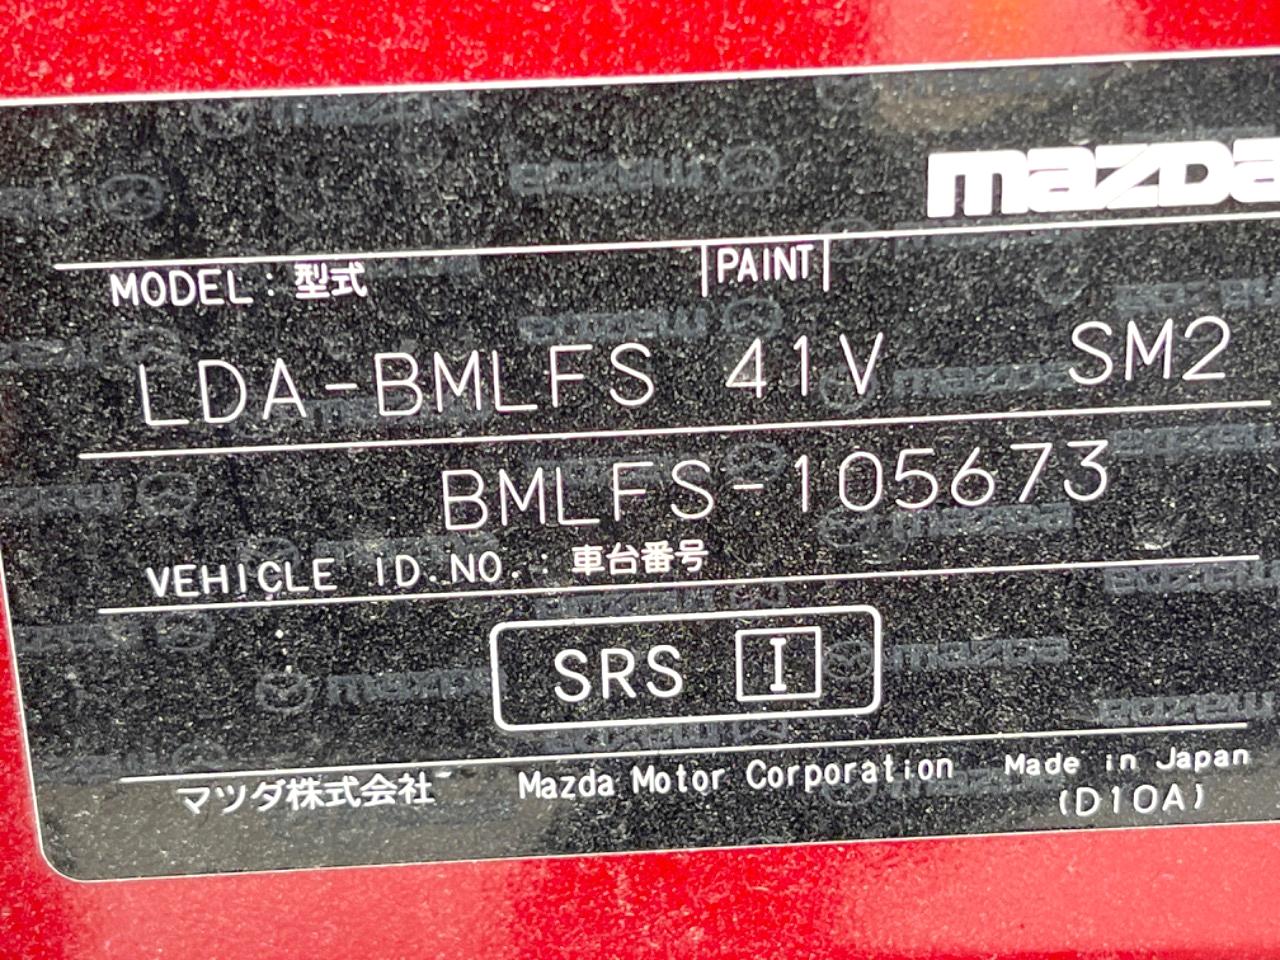 mazda
MODEL : 型式 PAINT
LDA-BMLFS 41V SM2
BMLFS-105673
VEHICLE ID.NO. : 車台番号
SRS I
マツダ株式会社 Mazda Motor Corporation Made in Japan
(D10A)